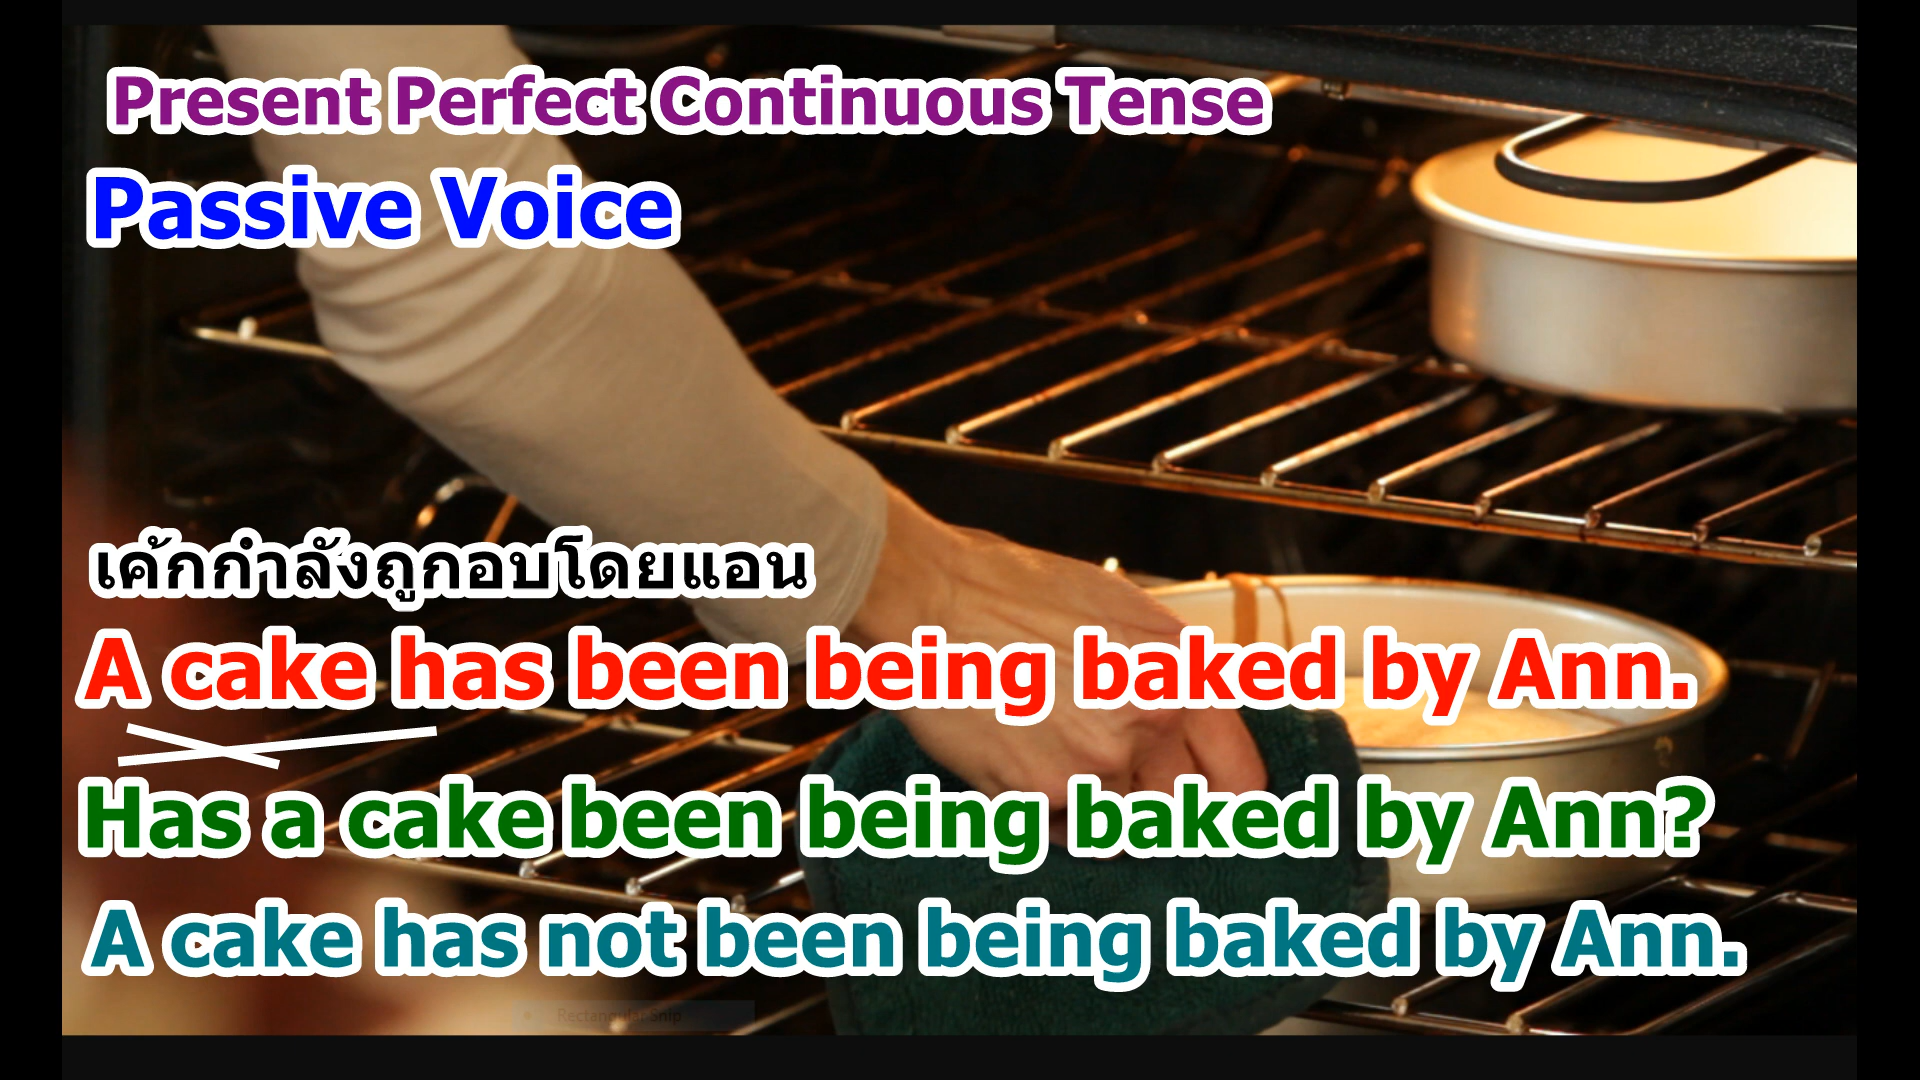 Present Perfect Continuous Tense
Passive Voice
เค้กกำลังถูกอบโดยแอน
A cake has been being baked by Ann.
Has a cake been being baked by Ann?
A cake has not been being baked by Ann.
Rectangular Snip